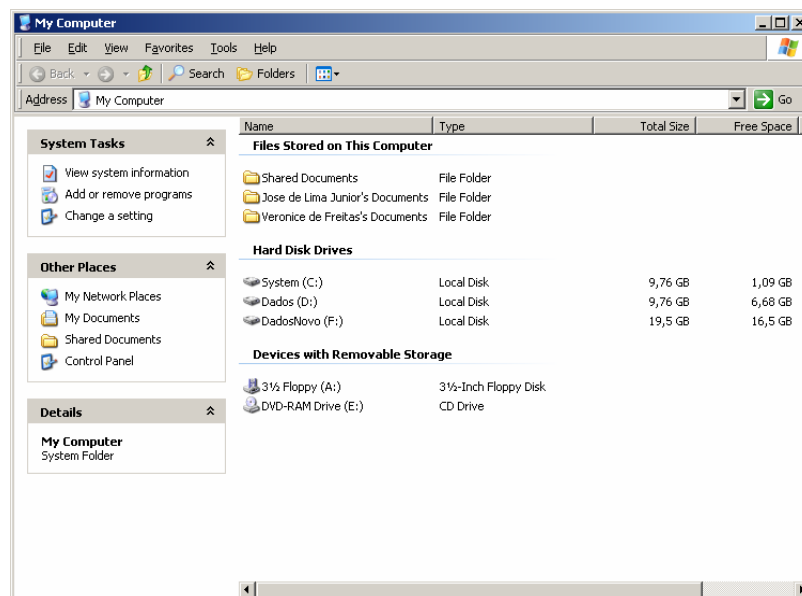 My Computer
File Edit View Favorites Tools Help
Back Search Folders
Address My Computer Go
System Tasks
View system information
Add or remove programs
Change a setting
Other Places
My Network Places
My Documents
Shared Documents
Control Panel
Details
My Computer
System Folder
Name Type Total Size Free Space
Files Stored on This Computer
Shared Documents File Folder
Jose de Lima Junior's Documents File Folder
Veronice de Freitas's Documents File Folder
Hard Disk Drives
System (C:) Local Disk 9,76 GB 1,09 GB
Dados (D:) Local Disk 9,76 GB 6,68 GB
DadosNovo (F:) Local Disk 19,5 GB 16,5 GB
Devices with Removable Storage
3½ Floppy (A:) 3½-Inch Floppy Disk
DVD-RAM Drive (E:) CD Drive